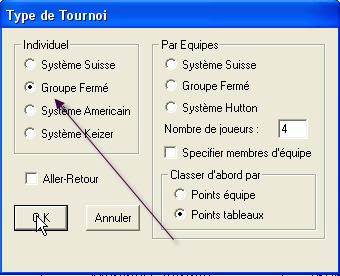 Type de Tournoi
Individuel
Système Suisse
Groupe Fermé
Système Americain
Système Keizer
Aller-Retour
OK
Annuler
Par Equipes
Système Suisse
Groupe Fermé
Système Hutton
Nombre de joueurs : 4
Specifier membres d'équipe
Classer d'abord par
Points équipe
Points tableaux